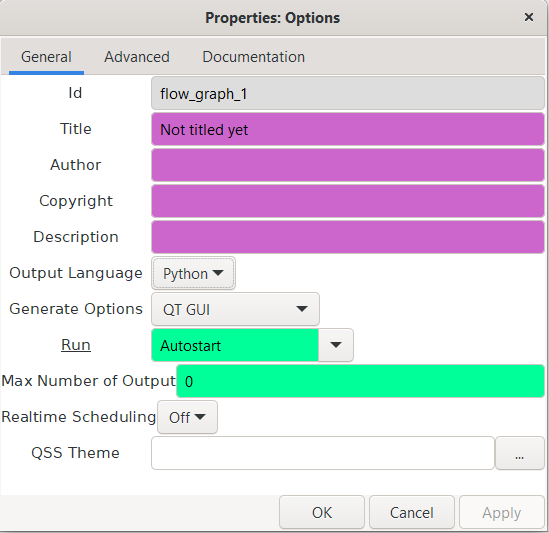 Properties: Options ×
General Advanced Documentation
Id flow_graph_1
Title Not titled yet
Author
Copyright
Description
Output Language Python
Generate Options QT GUI
Run Autostart
Max Number of Output 0
Realtime Scheduling Off
QSS Theme ...
OK Cancel Apply